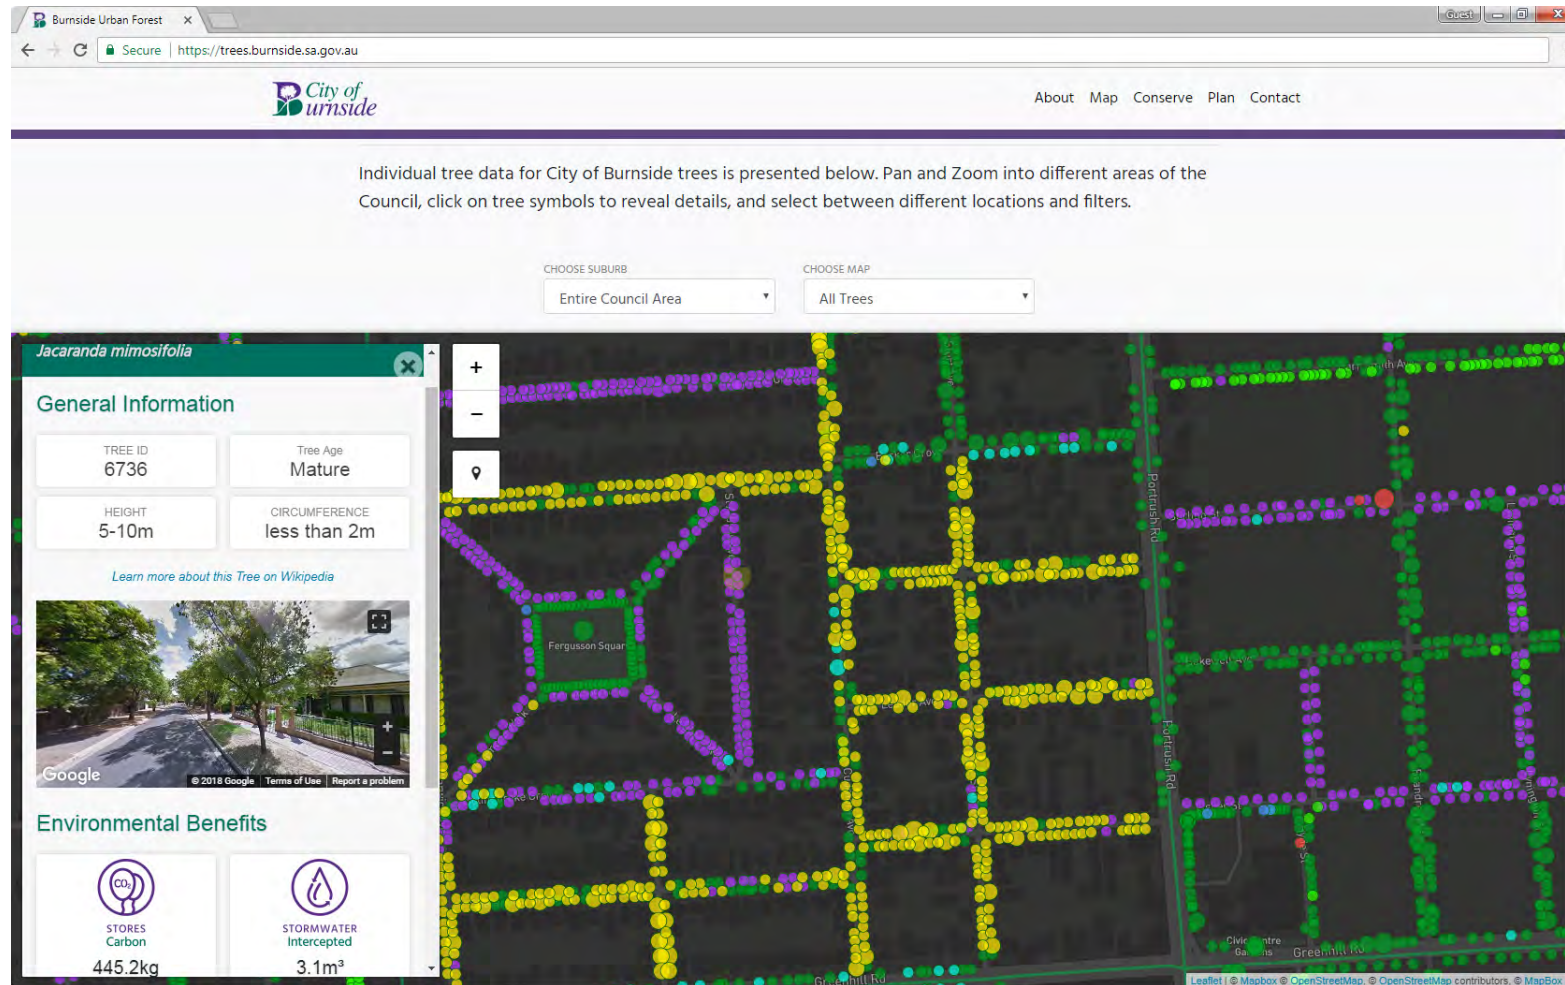 Burnside Urban Forest
Guest
Secure | https://trees.burnside.sa.gov.au
City of
Burnside
About Map Conserve Plan Contact
Individual tree data for City of Burnside trees is presented below. Pan and Zoom into different areas of the
Council, click on tree symbols to reveal details, and select between different locations and filters.
CHOOSE SUBURB
CHOOSE MAP
Entire Council Area
All Trees
Jacaranda mimosifolia
General Information
TREE ID
6736
Tree Age
Mature
HEIGHT
5-10m
CIRCUMFERENCE
less than 2m
Learn more about this Tree on Wikipedia
Google
© 2018 Google
Terms of Use
Report a problem
Environmental Benefits
CO2
STORES
Carbon
445.2kg
STORMWATER
Intercepted
3.1m³
+
−
Fergusson Squar
Portrush Rd
Portrush Rd
Civic Centre
Gardens
Greenhill Rd
Greenhill Rd
Leaflet | © Mapbox © OpenStreetMap, © OpenStreetMap contributors, © MapBox